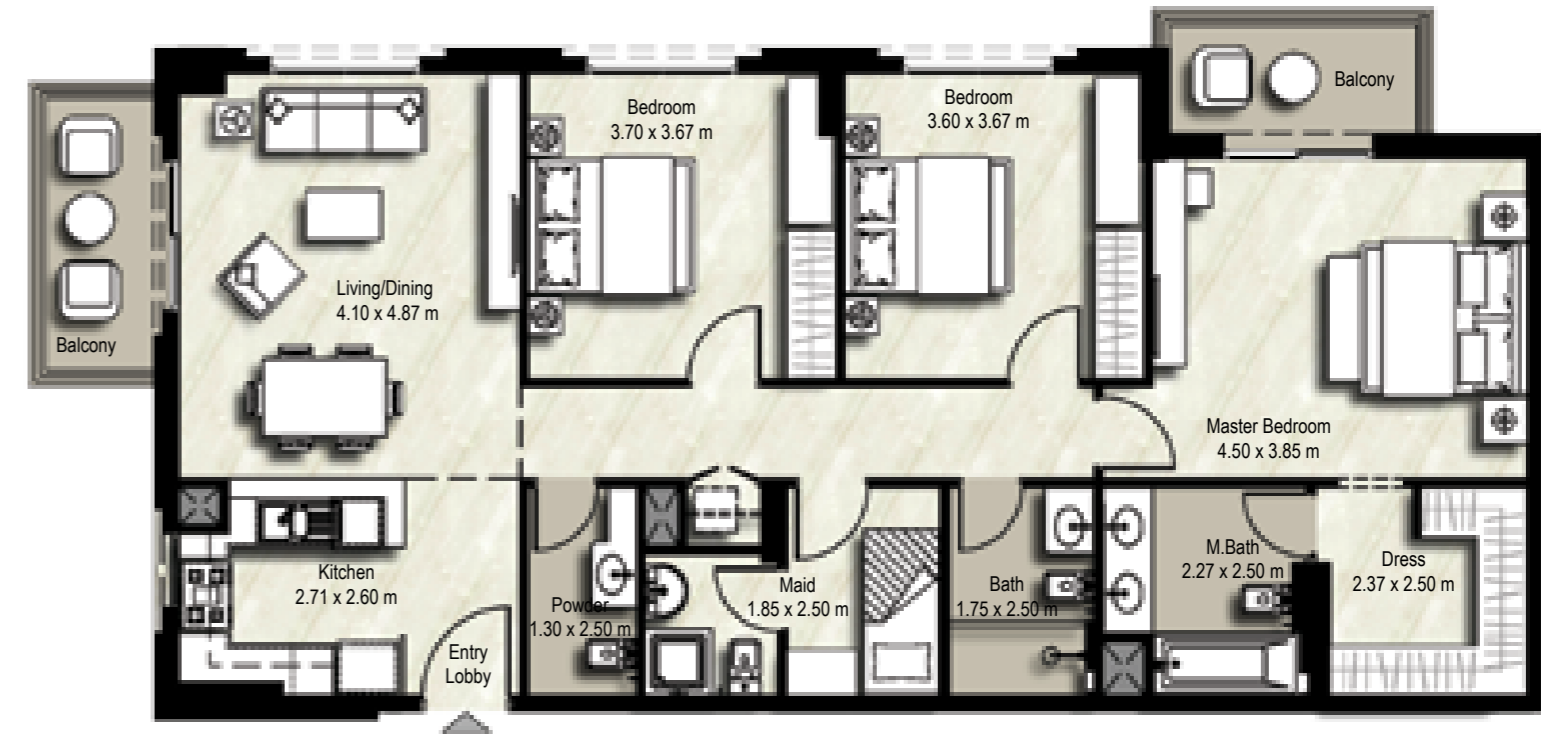 Balcony
Bedroom
3.70 x 3.67 m
Bedroom
3.60 x 3.67 m
Balcony
Living/Dining
4.10 x 4.87 m
Master Bedroom
4.50 x 3.85 m
Kitchen
2.71 x 2.60 m
Entry
Lobby
Powder
1.30 x 2.50 m
Maid
1.85 x 2.50 m
Bath
1.75 x 2.50 m
M.Bath
2.27 x 2.50 m
Dress
2.37 x 2.50 m